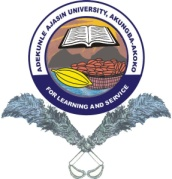 ADEKUNLE AJASIN UNIVERSITY, AKUNGBA-AKOKO
FOR LEARNING AND SERVICE